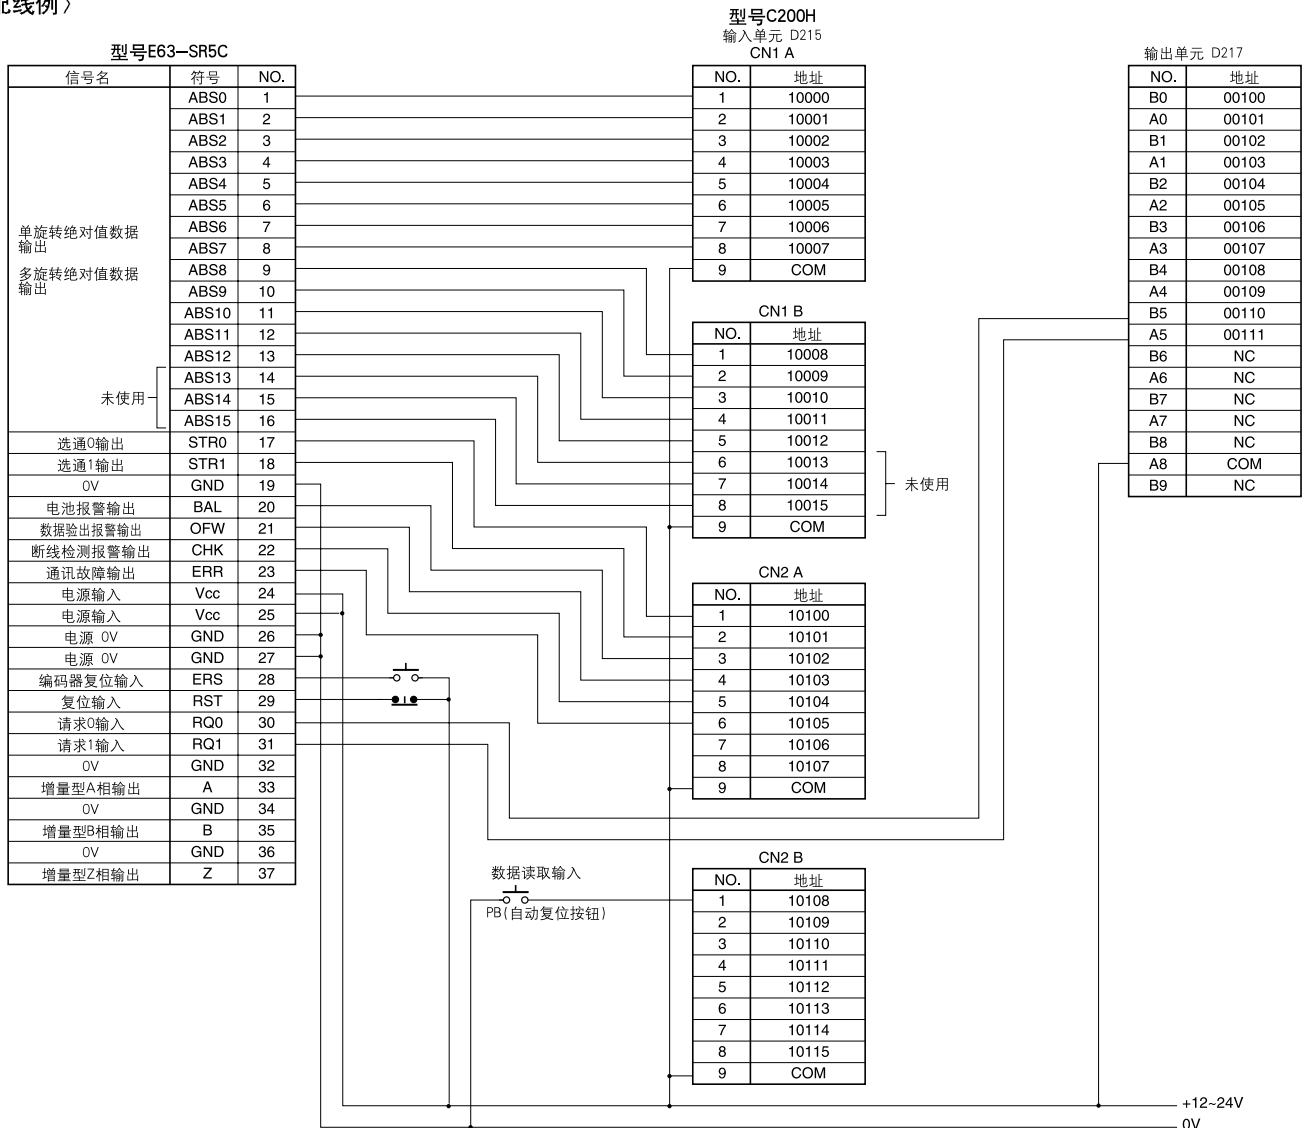 配线例〉
型号C200H
输入单元 D215
CN1 A
型号E63-SR5C
输出单元 D217
信号名 符号 NO.
单旋转绝对值数据
输出
多旋转绝对值数据
输出
未使用
ABS0 1
ABS1 2
ABS2 3
ABS3 4
ABS4 5
ABS5 6
ABS6 7
ABS7 8
ABS8 9
ABS9 10
ABS10 11
ABS11 12
ABS12 13
ABS13 14
ABS14 15
ABS15 16
选通0输出 STR0 17
选通1输出 STR1 18
0V GND 19
电池报警输出 BAL 20
数据验出报警输出 OFW 21
断线检测报警输出 CHK 22
通讯故障输出 ERR 23
电源输入 Vcc 24
电源输入 Vcc 25
电源 0V GND 26
电源 0V GND 27
编码器复位输入 ERS 28
复位输入 RST 29
请求0输入 RQ0 30
请求1输入 RQ1 31
0V GND 32
增量型A相输出 A 33
0V GND 34
增量型B相输出 B 35
0V GND 36
增量型Z相输出 Z 37
NO. 地址
1 10000
2 10001
3 10002
4 10003
5 10004
6 10005
7 10006
8 10007
9 COM
CN1 B
NO. 地址
1 10008
2 10009
3 10010
4 10011
5 10012
6 10013
7 10014
8 10015
9 COM
未使用
CN2 A
NO. 地址
1 10100
2 10101
3 10102
4 10103
5 10104
6 10105
7 10106
8 10107
9 COM
数据读取输入
PB(自动复位按钮)
CN2 B
NO. 地址
1 10108
2 10109
3 10110
4 10111
5 10112
6 10113
7 10114
8 10115
9 COM
NO. 地址
B0 00100
A0 00101
B1 00102
A1 00103
B2 00104
A2 00105
B3 00106
A3 00107
B4 00108
A4 00109
B5 00110
A5 00111
B6 NC
A6 NC
B7 NC
A7 NC
B8 NC
A8 COM
B9 NC
+12~24V
0V